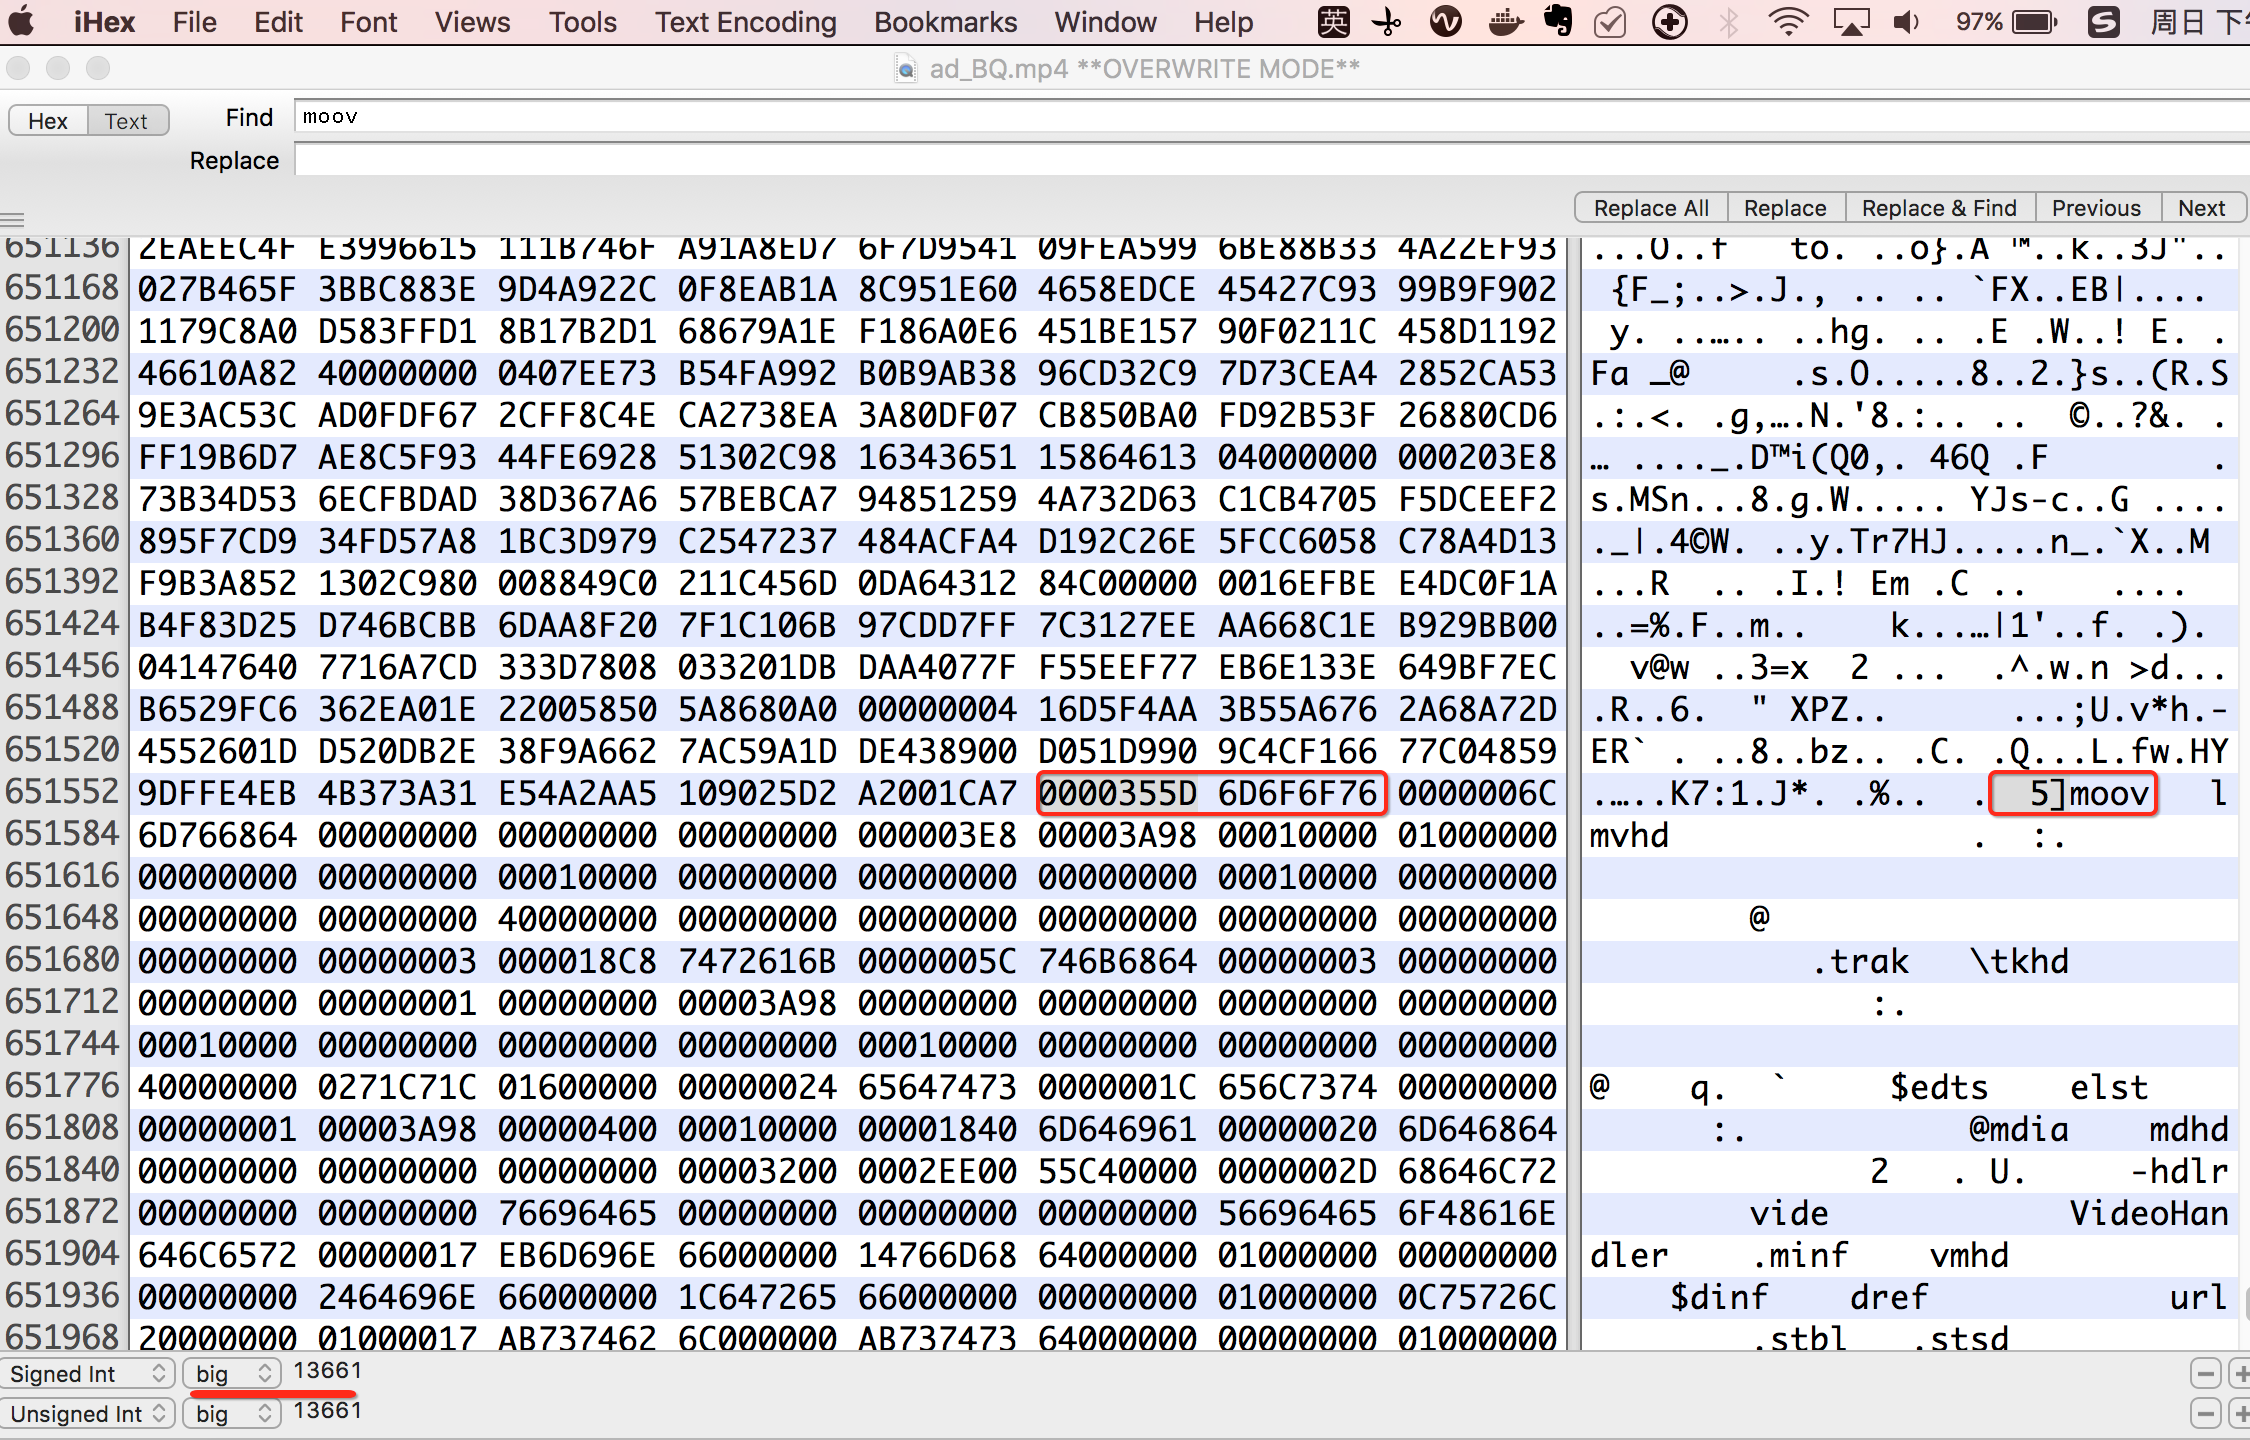 iHex File Edit Font Views Tools Text Encoding Bookmarks Window Help 英 97% S 周日 下
ad_BQ.mp4 **OVERWRITE MODE**
Hex Text Find moov
Replace
Replace All Replace Replace & Find Previous Next
651136 2EAEEC4F E3996615 111B746F A91A8ED7 6F7D9541 09FEA599 6BE88B33 4A22EF93 ...O..f to. ..o}.A ™..k..3J"..
651168 027B465F 3BBC883E 9D4A922C 0F8EAB1A 8C951E60 4658EDCE 45427C93 99B9F902 {F_;..>.J., .. .. `FX..EB|....
651200 1179C8A0 D583FFD1 8B17B2D1 68679A1E F186A0E6 451BE157 90F0211C 458D1192 y. ..….. ..hg. .. .E .W..! E. .
651232 46610A82 40000000 0407EE73 B54FA992 B0B9AB38 96CD32C9 7D73CEA4 2852CA53 Fa _@ .s.O.....8..2.}s..(R.S
651264 9E3AC53C AD0FDF67 2CFF8C4E CA2738EA 3A80DF07 CB850BA0 FD92B53F 26880CD6 .:.<. .g,….N.'8.:.. .. ©..?&. .
651296 FF19B6D7 AE8C5F93 44FE6928 51302C98 16343651 15864613 04000000 000203E8 … ...._.D™i(Q0,. 46Q .F .
651328 73B34D53 6ECFBDAD 38D367A6 57BEBCA7 94851259 4A732D63 C1CB4705 F5DCEEF2 s.MSn...8.g.W..... YJs-c..G ....
651360 895F7CD9 34FD57A8 1BC3D979 C2547237 484ACFA4 D192C26E 5FCC6058 C78A4D13 ._|.4©W. ..y.Tr7HJ.....n_.`X..M
651392 F9B3A852 1302C980 008849C0 211C456D 0DA64312 84C00000 0016EFBE E4DC0F1A ...R .. .I.! Em .C .. ....
651424 B4F83D25 D746BCBB 6DAA8F20 7F1C106B 97CDD7FF 7C3127EE AA668C1E B929BB00 ..=%.F..m.. k...…|1'..f. .).
651456 04147640 7716A7CD 333D7808 033201DB DAA4077F F55EEF77 EB6E133E 649BF7EC v@w ..3=x 2 ... .^.w.n >d...
651488 B6529FC6 362EA01E 22005850 5A8680A0 00000004 16D5F4AA 3B55A676 2A68A72D .R..6. " XPZ.. ...;U.v*h.-
651520 4552601D D520DB2E 38F9A662 7AC59A1D DE438900 D051D990 9C4CF166 77C04859 ER` . ..8..bz.. .C. .Q...L.fw.HY
651552 9DFFE4EB 4B373A31 E54A2AA5 109025D2 A2001CA7 0000355D 6D6F6F76 0000006C .….K7:1.J*. .%.. . 5]moov l
651584 6D766864 00000000 00000000 00000000 000003E8 00003A98 00010000 01000000 mvhd . :.
651616 00000000 00000000 00010000 00000000 00000000 00000000 00010000 00000000
651648 00000000 00000000 40000000 00000000 00000000 00000000 00000000 00000000 @
651680 00000000 00000003 000018C8 7472616B 0000005C 746B6864 00000003 00000000 .trak \tkhd
651712 00000000 00000001 00000000 00003A98 00000000 00000000 00000000 00000000 :.
651744 00010000 00000000 00000000 00000000 00010000 00000000 00000000 00000000
651776 40000000 0271C71C 01600000 00000024 65647473 0000001C 656C7374 00000000 @ q. ` $edts elst
651808 00000001 00003A98 00000400 00010000 00001840 6D646961 00000020 6D646864 :. @mdia mdhd
651840 00000000 00000000 00000000 00003200 0002EE00 55C40000 0000002D 68646C72 2 . U. -hdlr
651872 00000000 00000000 76696465 00000000 00000000 00000000 56696465 6F48616E vide VideoHan
651904 646C6572 00000017 EB6D696E 66000000 14766D68 64000000 01000000 00000000 dler .minf vmhd
651936 00000000 2464696E 66000000 1C647265 66000000 00000000 01000000 0C75726C $dinf dref url
651968 20000000 01000017 AB737462 6C000000 AB737473 64000000 00000000 01000000 .stbl .stsd
Signed Int big 13661
Unsigned Int big 13661